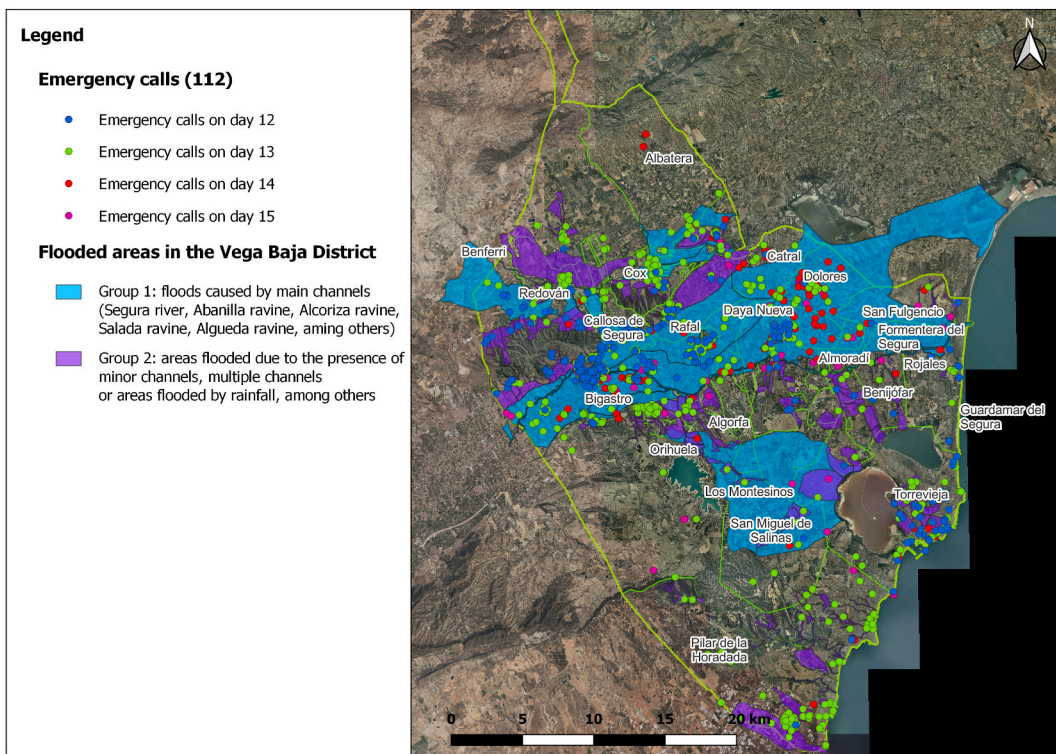 Legend
Emergency calls (112)
Emergency calls on day 12
Emergency calls on day 13
Emergency calls on day 14
Emergency calls on day 15
Flooded areas in the Vega Baja District
Group 1: floods caused by main channels
(Segura river, Abanilla ravine, Alcoriza ravine,
Salada ravine, Algueda ravine, aming others)
Group 2: areas flooded due to the presence of
minor channels, multiple channels
or areas flooded by rainfall, among others
N
Albatera
Benferri
Catral
Cox
Dolores
Redován
Daya Nueva
San Fulgencio
Callosa de
Segura
Rafal
Formentera del
Segura
Almoradí
Rojales
Bigastro
Benijófar
Algorfa
Guardamar del
Segura
Orihuela
Los Montesinos
Torrevieja
San Miguel de
Salinas
Pilar de la
Horadada
0 5 10 15 20 km